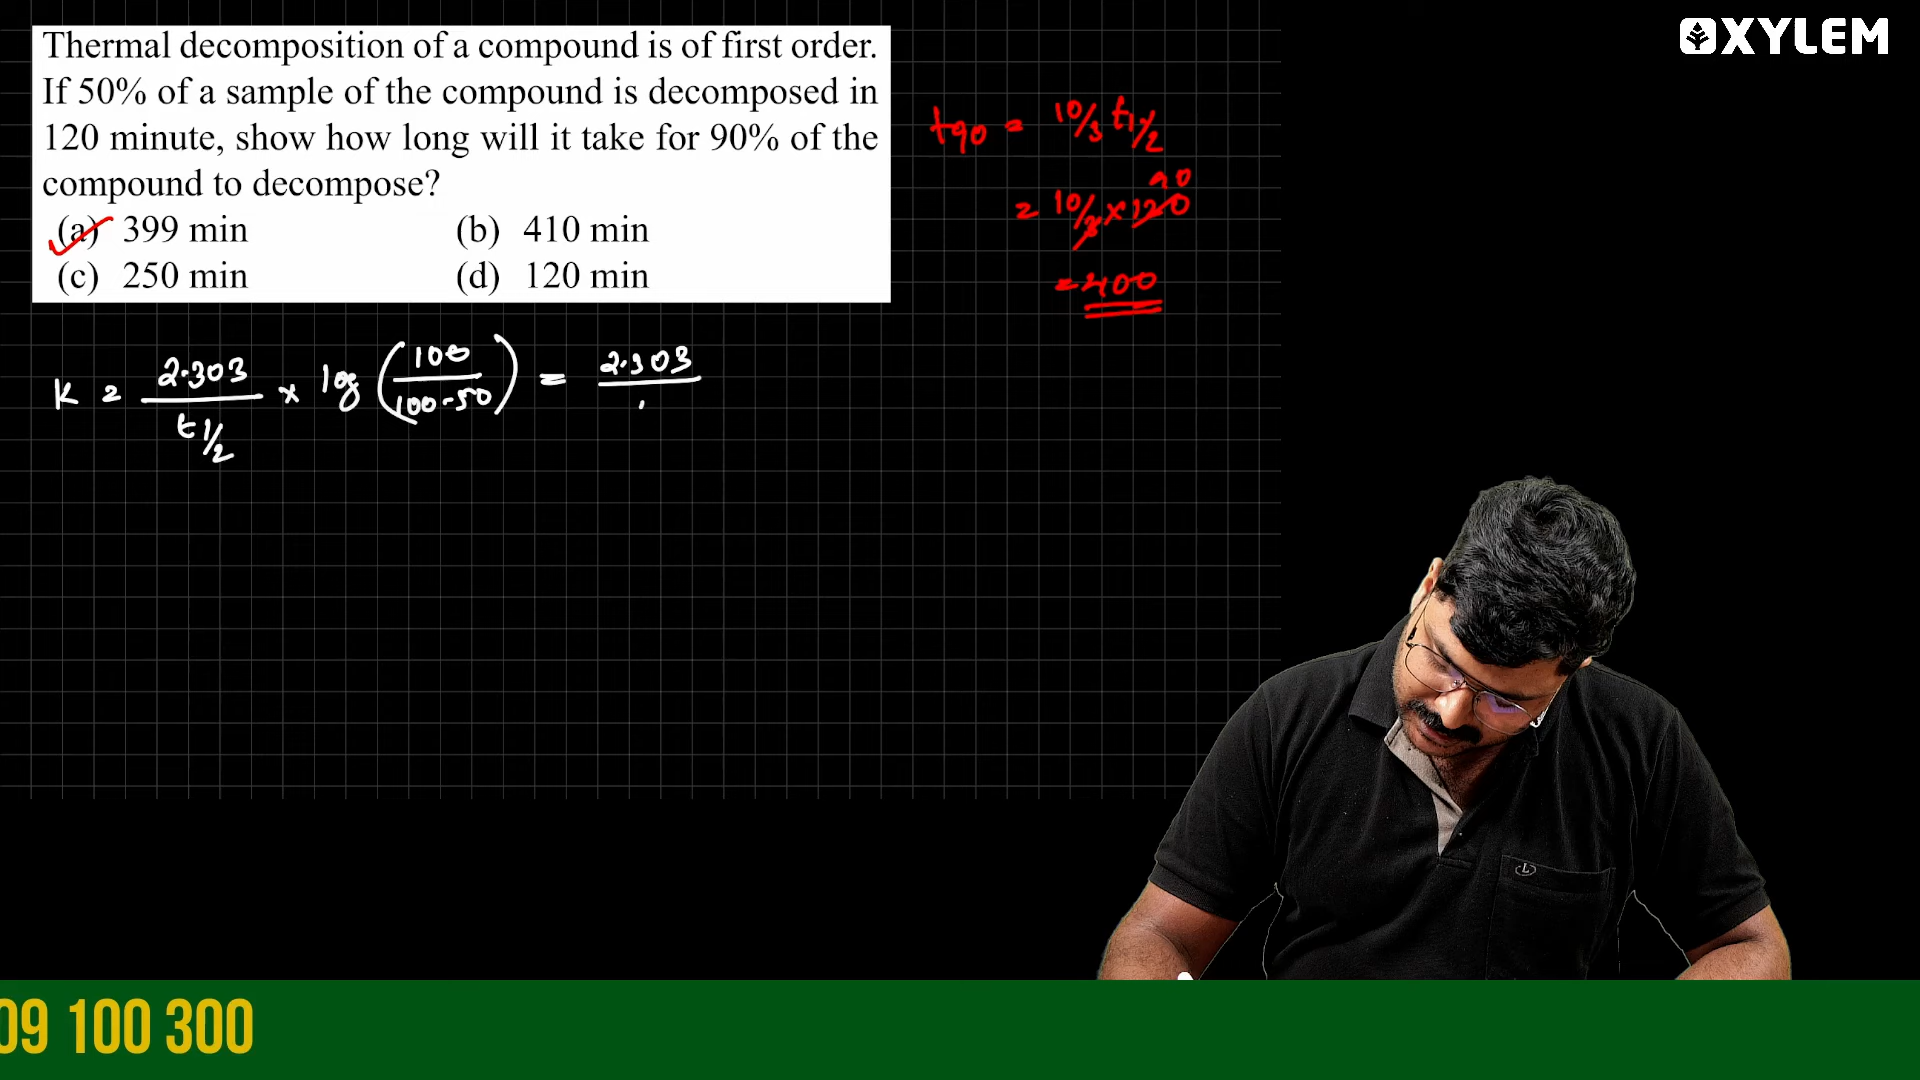 XYLEM
Thermal decomposition of a compound is of first order.
If 50% of a sample of the compound is decomposed in
120 minute, show how long will it take for 90% of the
compound to decompose?
(a) 399 min (b) 410 min
(c) 250 min (d) 120 min
t90 = 10/3 t1/2
= 10/3 × 120 40
= 400
K = 2.303 / t1/2 × log (100 / 100-50) = 2.303
09 100 300